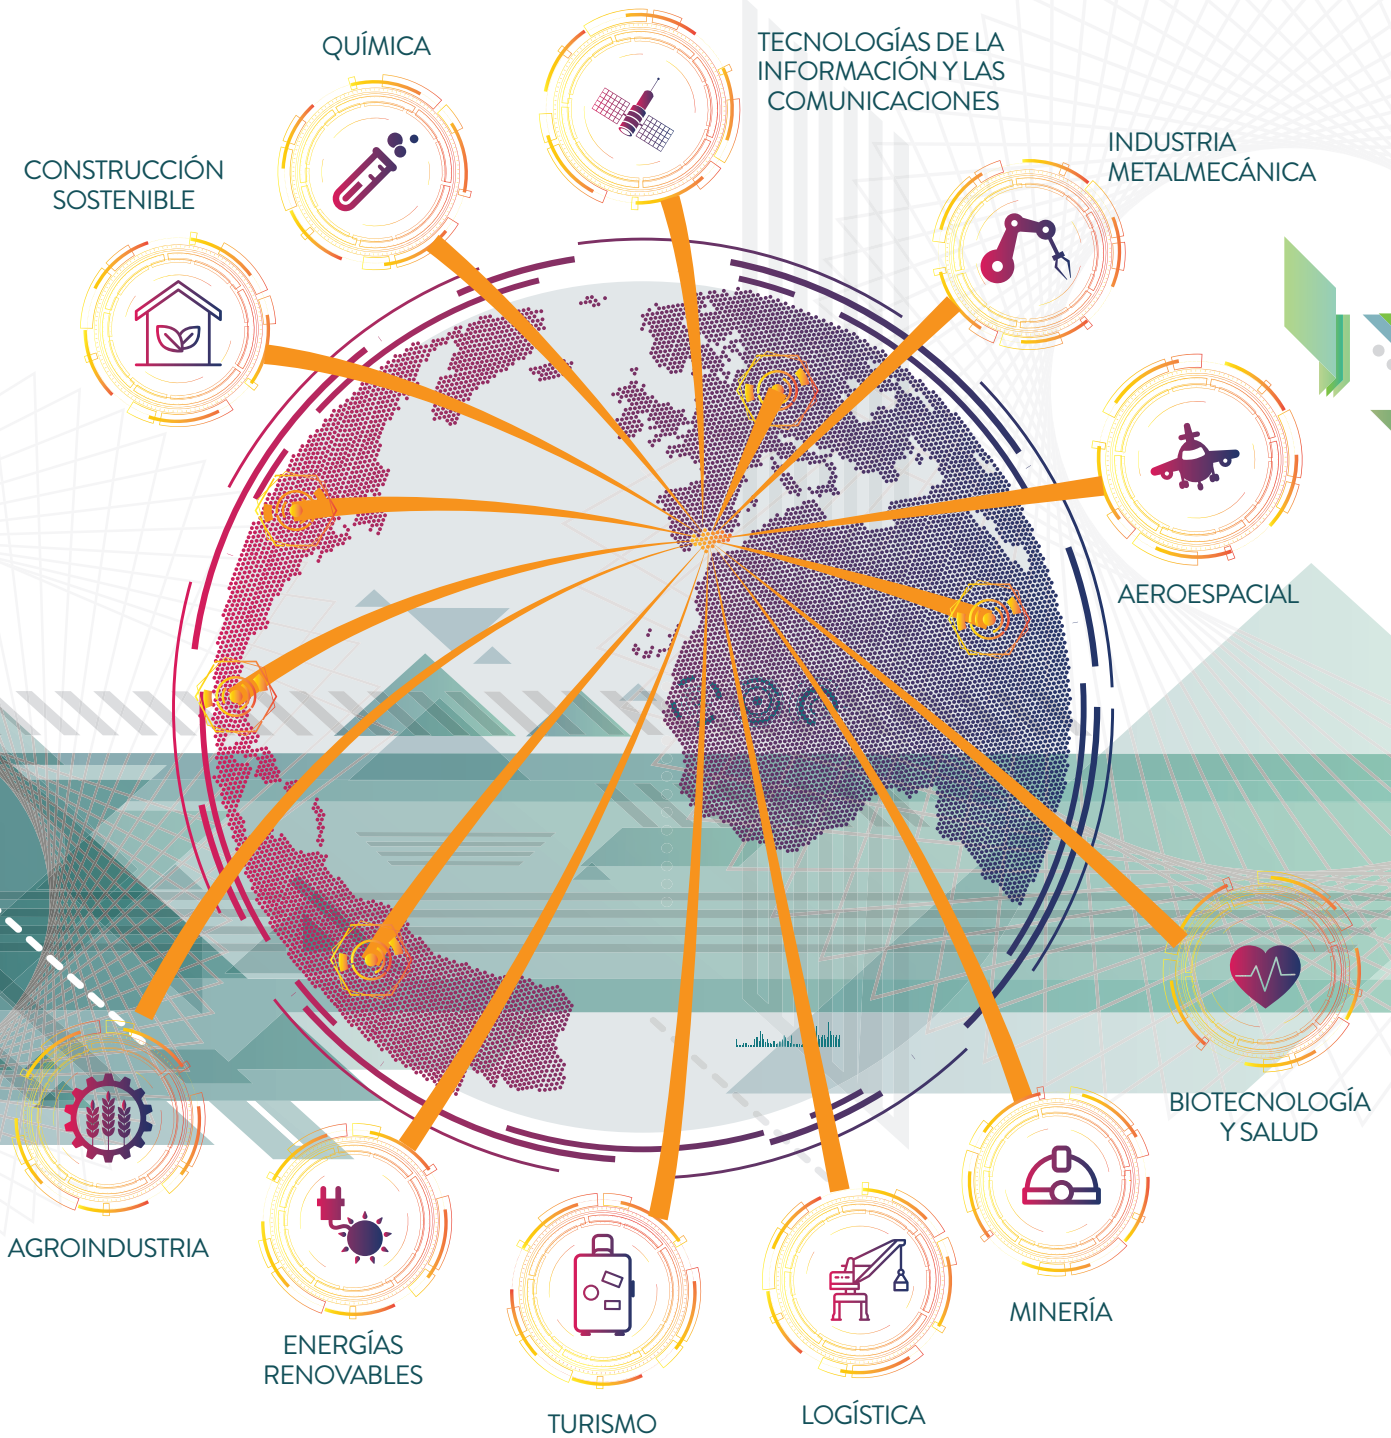 QUÍMICA
TECNOLOGÍAS DE LA
INFORMACIÓN Y LAS
COMUNICACIONES
INDUSTRIA
METALMECÁNICA
CONSTRUCCIÓN
SOSTENIBLE
AEROESPACIAL
BIOTECNOLOGÍA
Y SALUD
AGROINDUSTRIA
MINERÍA
ENERGÍAS
RENOVABLES
LOGÍSTICA
TURISMO